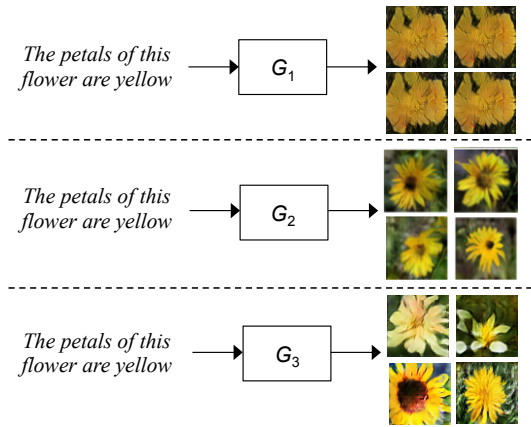 The petals of this
flower are yellow
G1
The petals of this
flower are yellow
G2
The petals of this
flower are yellow
G3